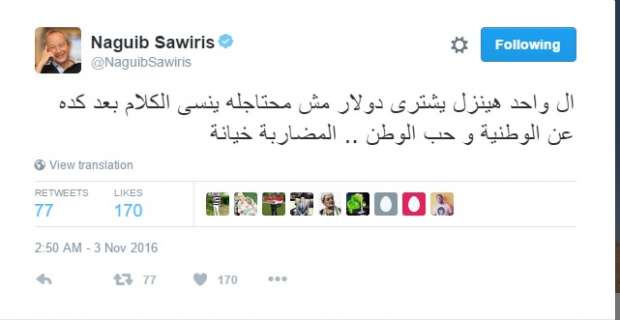 Naguib Sawiris
@NaguibSawiris
Following
ال واحد هينزل يشترى دولار مش محتاجله ينسى الكلام بعد كده
عن الوطنية و حب الوطن .. المضاربة خيانة
View translation
RETWEETS LIKES
77 170
2:50 AM - 3 Nov 2016
77 170